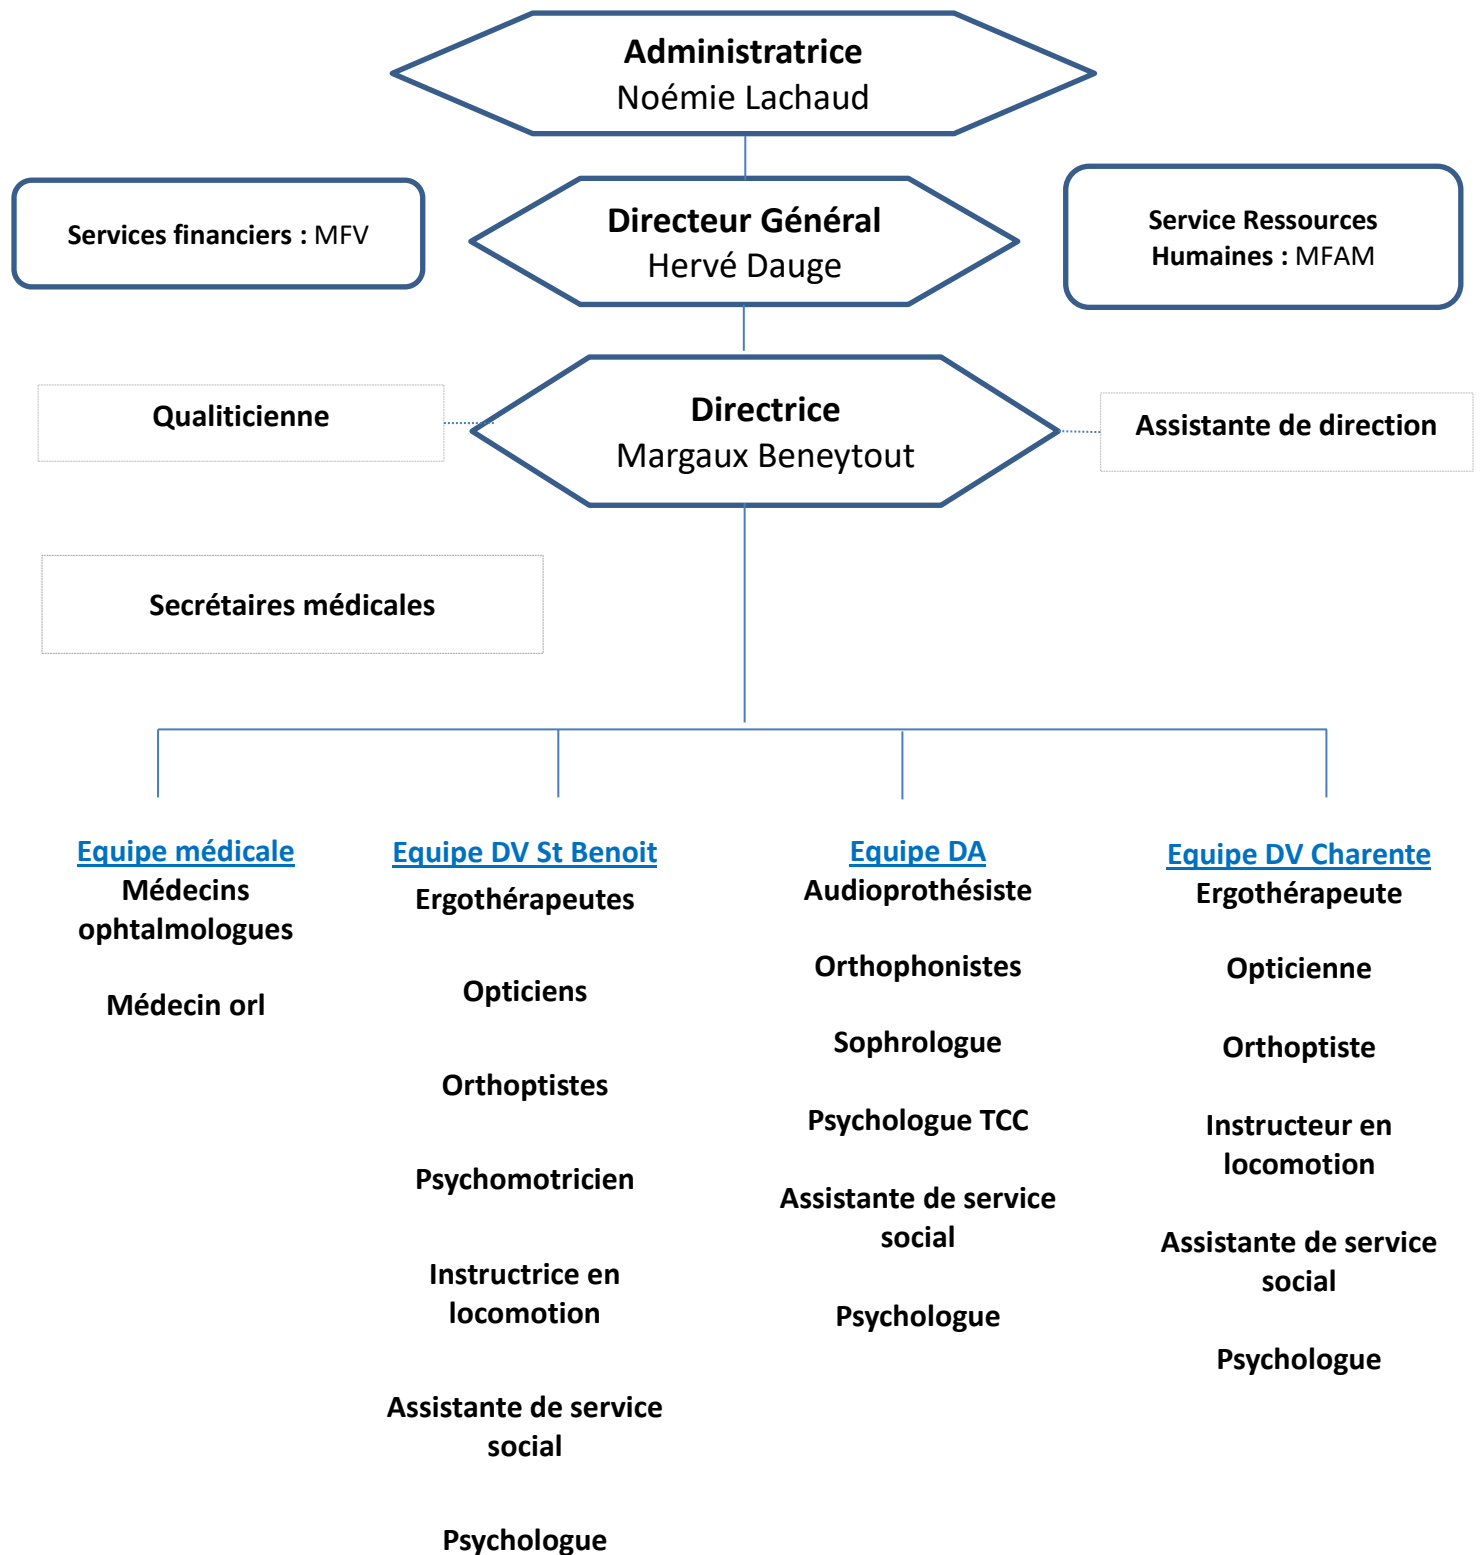 Administratrice
Noémie Lachaud
Services financiers : MFV
Directeur Général
Hervé Dauge
Service Ressources
Humaines : MFAM
Qualiticienne
Directrice
Margaux Beneytout
Assistante de direction
Secrétaires médicales
Equipe médicale
Médecins
ophtalmologues
Médecin orl
Equipe DV St Benoit
Ergothérapeutes
Opticiens
Orthoptistes
Psychomotricien
Instructrice en
locomotion
Assistante de service
social
Psychologue
Equipe DA
Audioprothésiste
Orthophonistes
Sophrologue
Psychologue TCC
Assistante de service
social
Psychologue
Equipe DV Charente
Ergothérapeute
Opticienne
Orthoptiste
Instructeur en
locomotion
Assistante de service
social
Psychologue